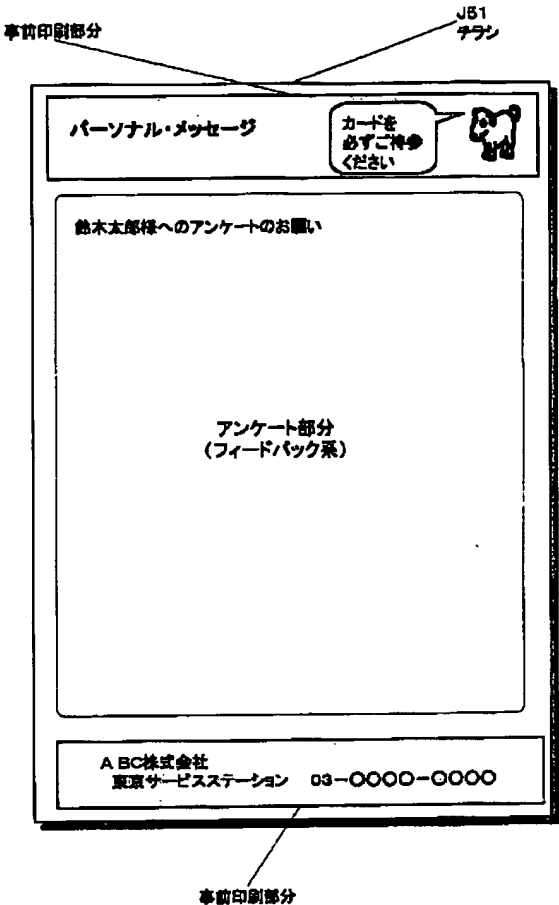 事前印刷部分
J51
チラシ
パーソナル・メッセージ
カードを
必ずご持参
ください
鈴木太郎様へのアンケートのお願い
アンケート部分
(フィードバック系)
ABC株式会社
東京サービスステーション 03-〇〇〇〇-〇〇〇〇
事前印刷部分